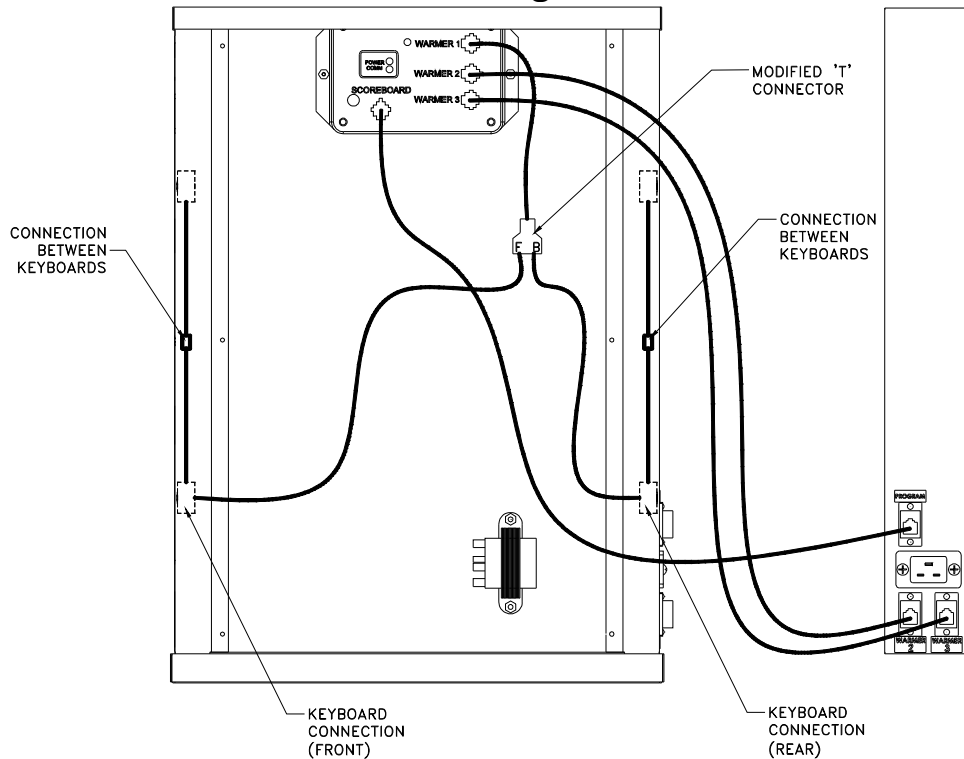 WARMER 1
POWER
COMM
WARMER 2
SCOREBOARD
WARMER 3
MODIFIED 'T'
CONNECTOR
F B
CONNECTION
BETWEEN
KEYBOARDS
CONNECTION
BETWEEN
KEYBOARDS
PROGRAM
WARMER
2
WARMER
3
KEYBOARD
CONNECTION
(FRONT)
KEYBOARD
CONNECTION
(REAR)